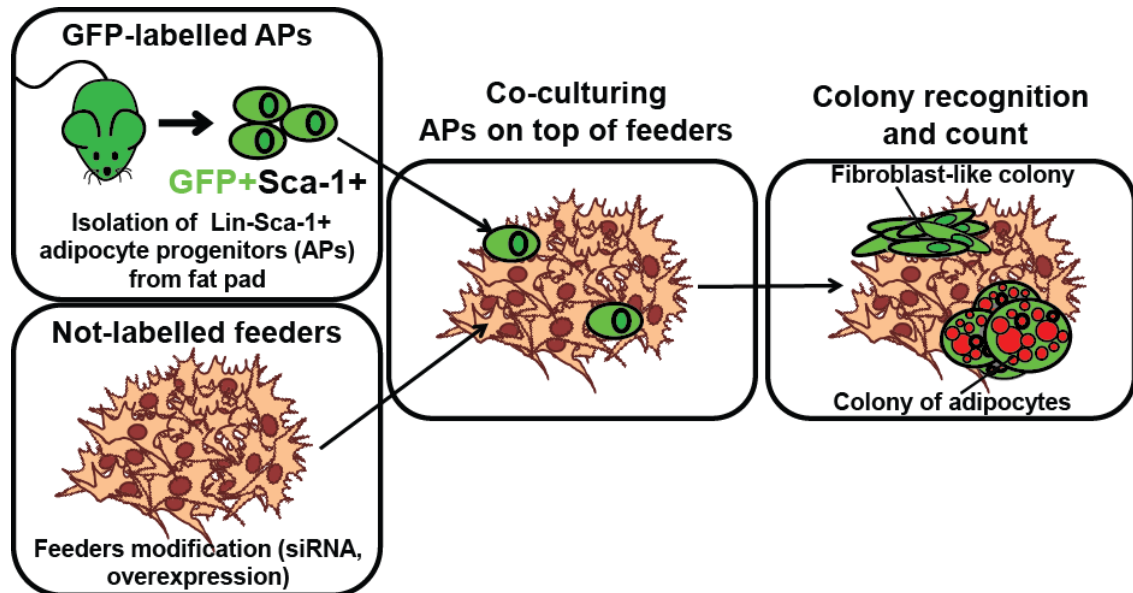 GFP-labelled APs
GFP+Sca-1+
Isolation of Lin-Sca-1+
adipocyte progenitors (APs)
from fat pad
Not-labelled feeders
Feeders modification (siRNA,
overexpression)
Co-culturing
APs on top of feeders
Colony recognition
and count
Fibroblast-like colony
Colony of adipocytes